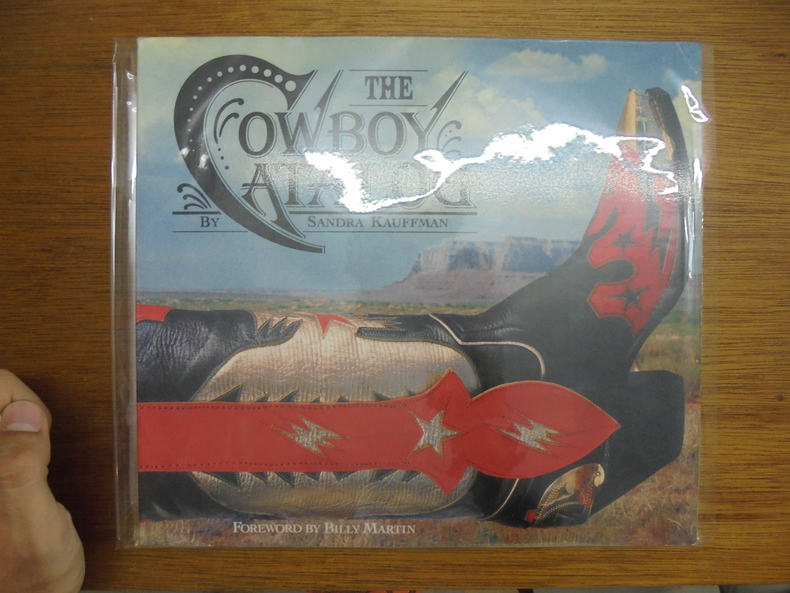 THE
COWBOY
CATALOG
BY SANDRA KAUFFMAN
FOREWORD BY BILLY MARTIN